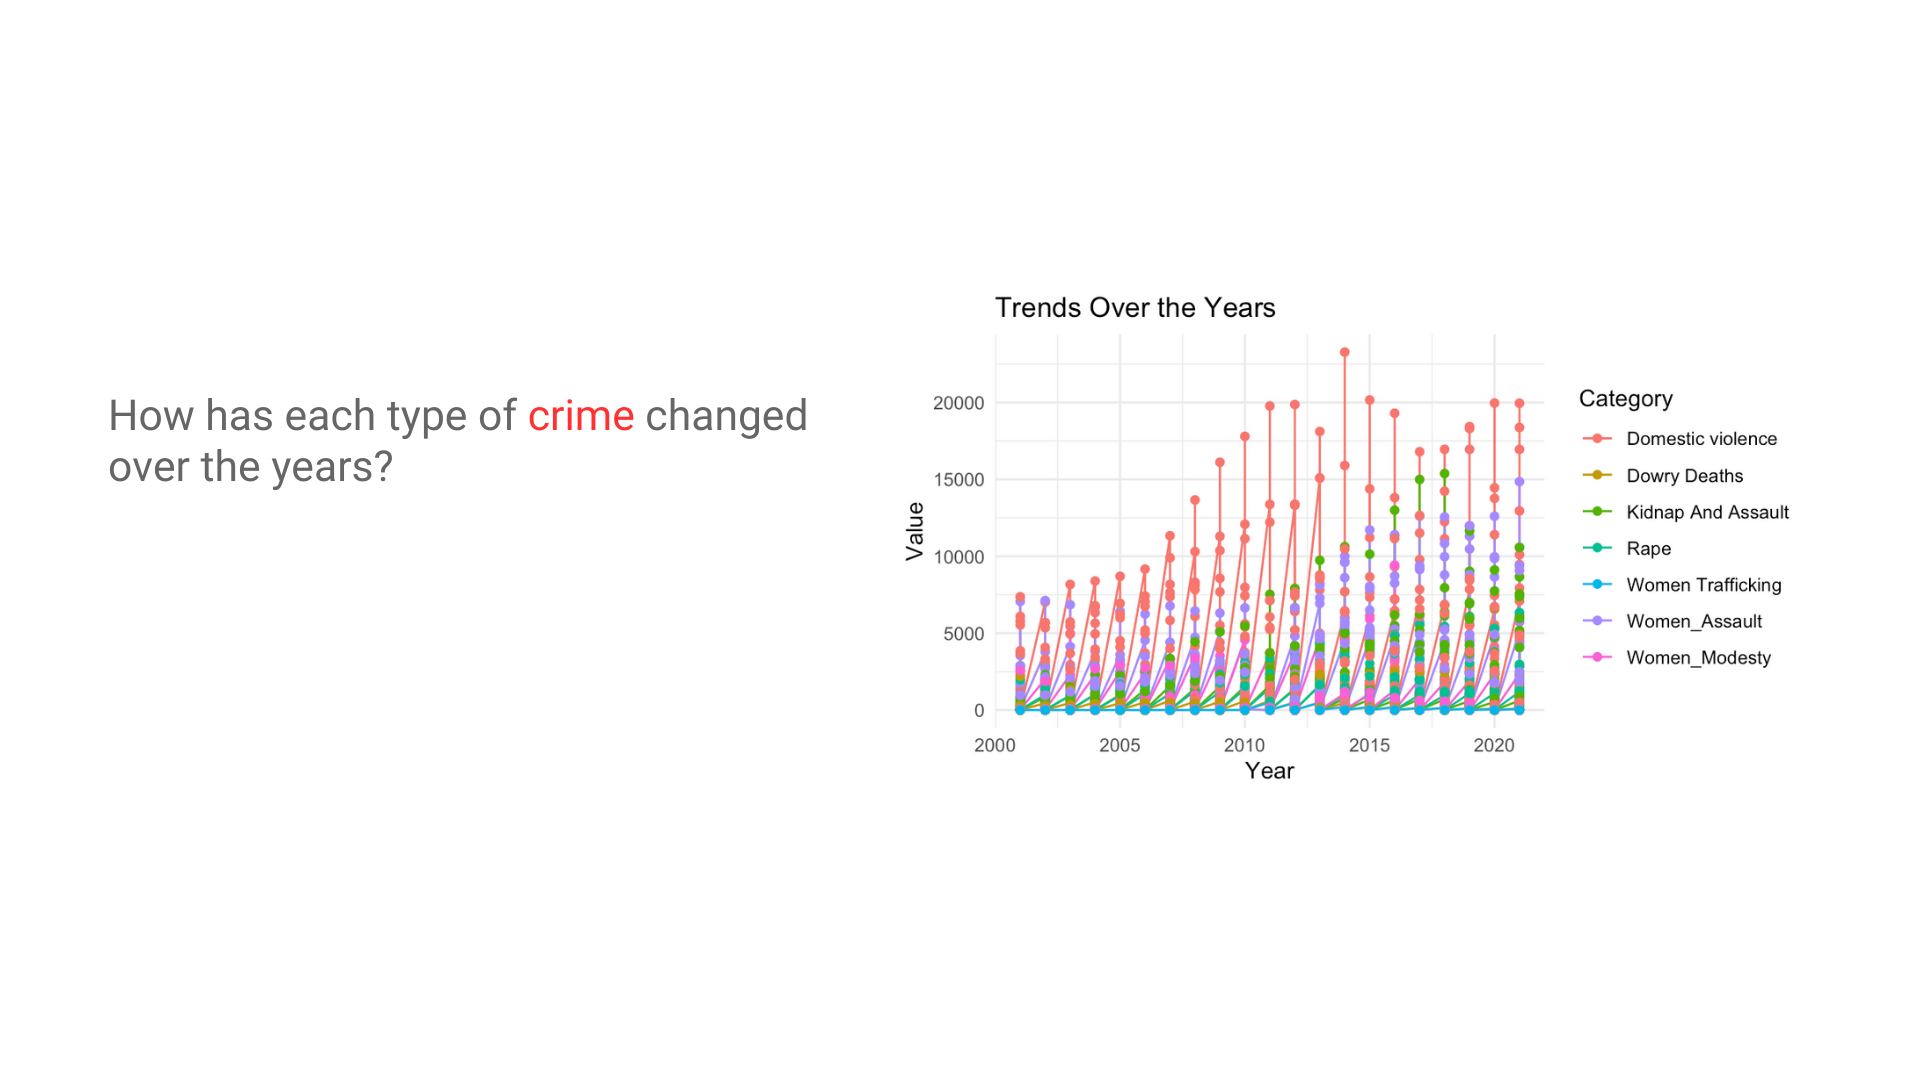 How has each type of crime changed
over the years?
Trends Over the Years
Value
20000
15000
10000
5000
0
2000 2005 2010 2015 2020
Year
Category
Domestic violence
Dowry Deaths
Kidnap And Assault
Rape
Women Trafficking
Women_Assault
Women_Modesty